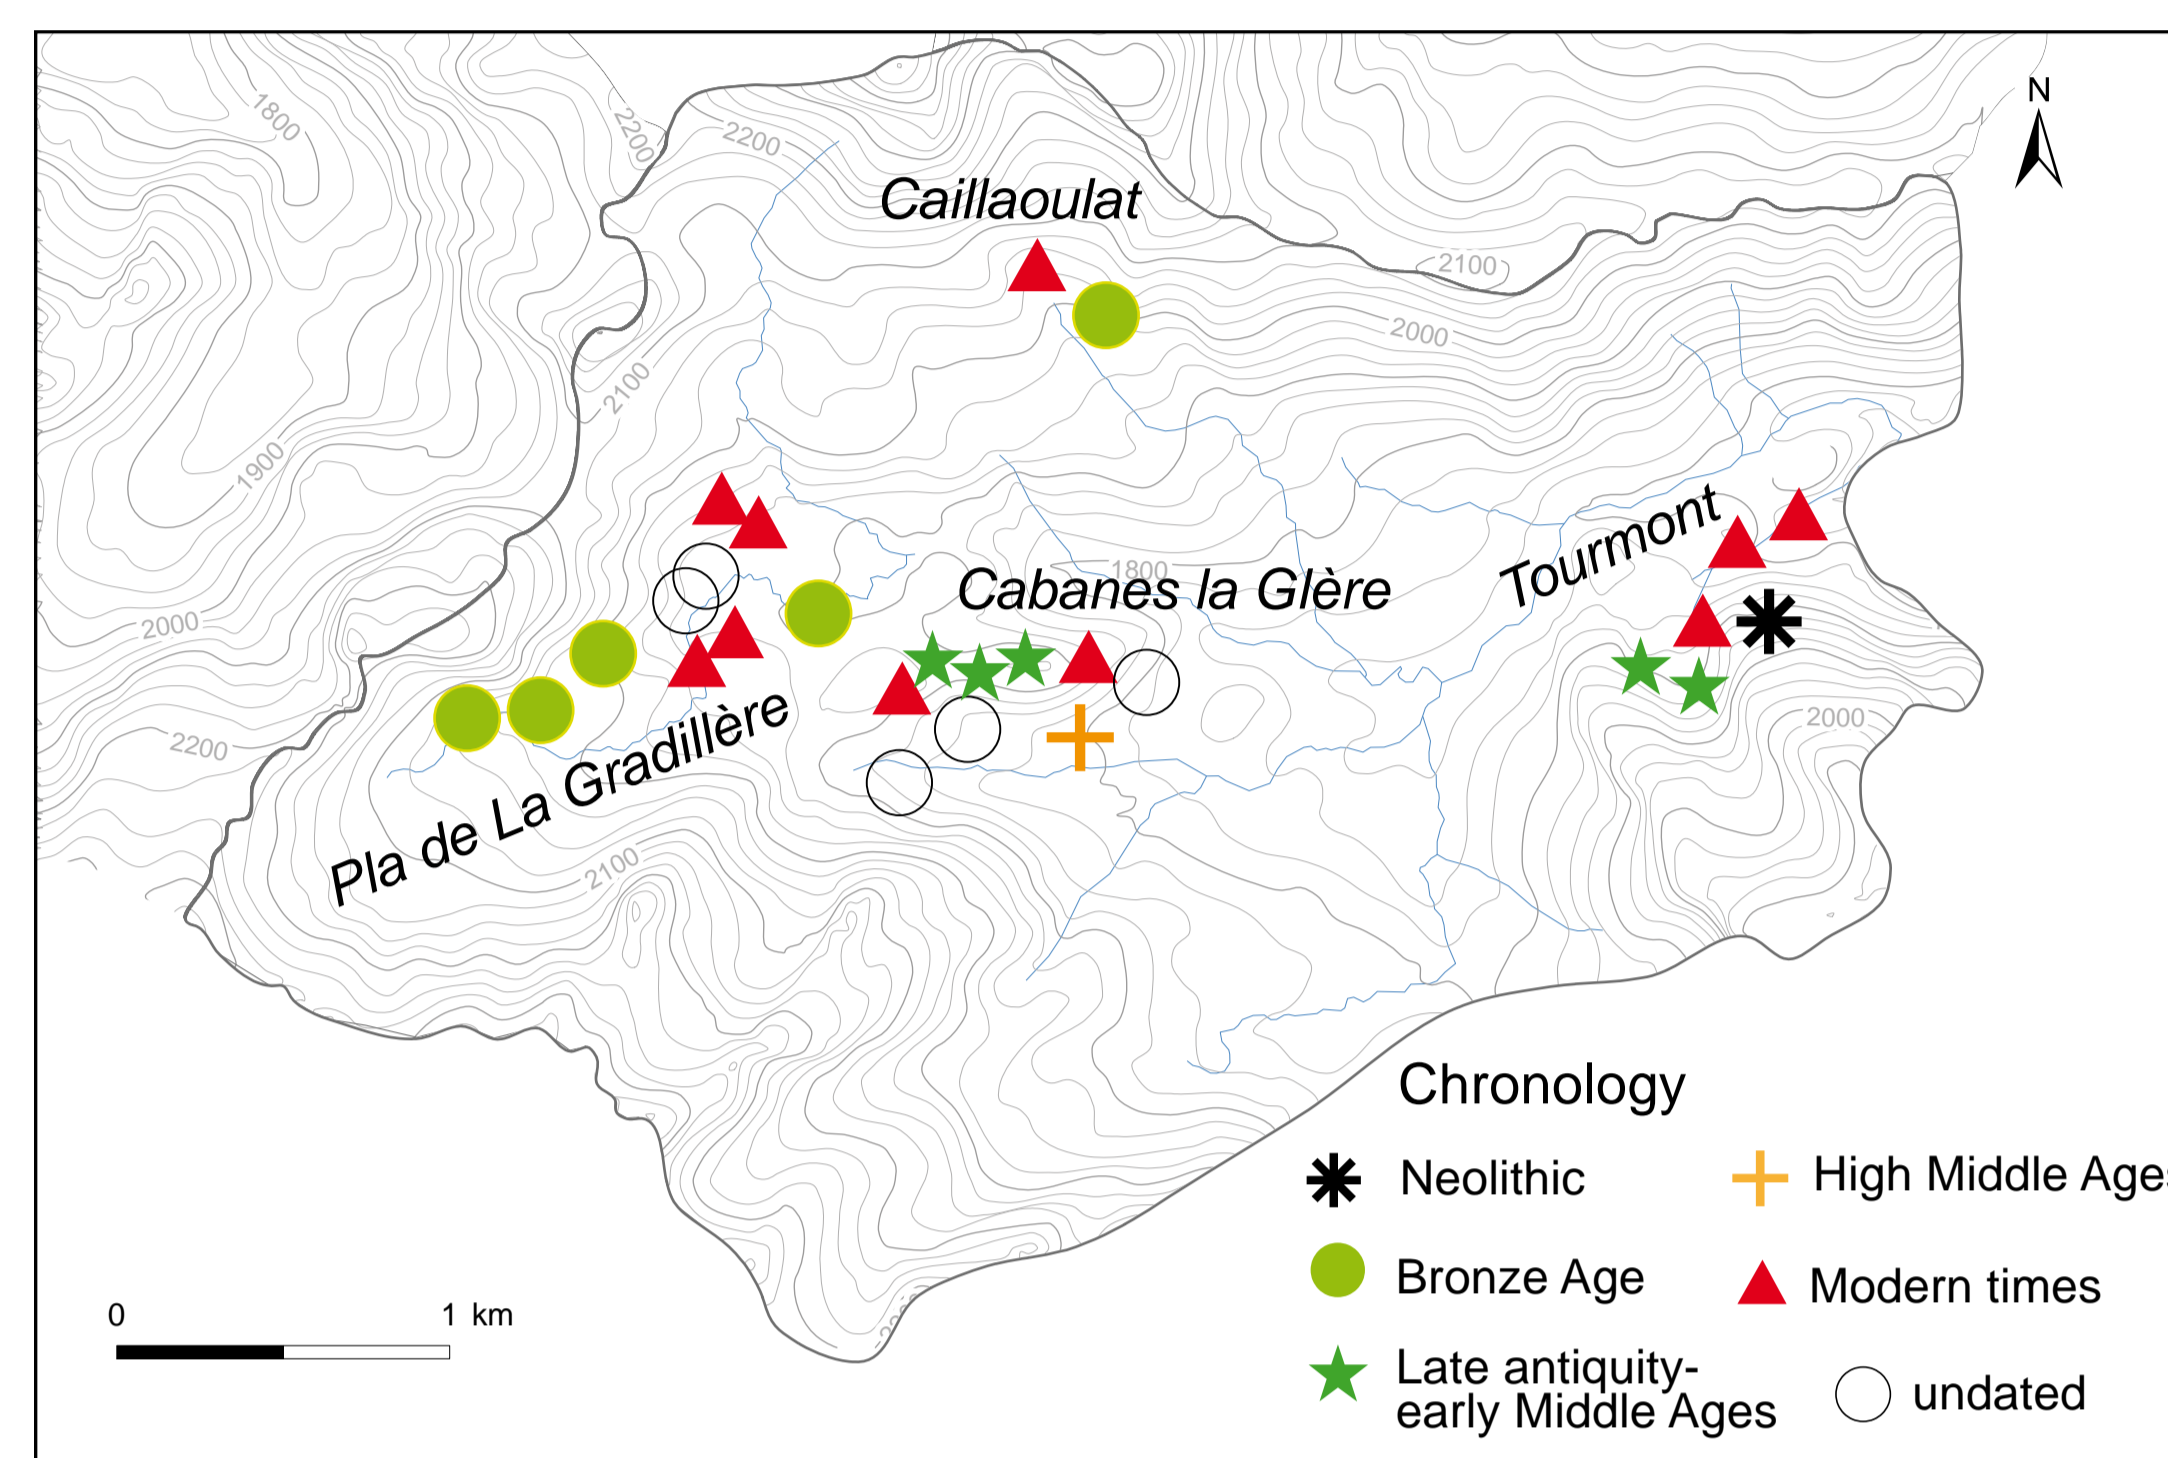 N
1800
2200
2200
Caillaoulat
2100
2000
2100
1900
Tourmont
1800
Cabanes la Glère
2000
2200
2000
Pla de La Gradillère
2100
Chronology
Neolithic
High Middle Ages
Bronze Age
Modern times
0 1 km
Late antiquity-
early Middle Ages
undated